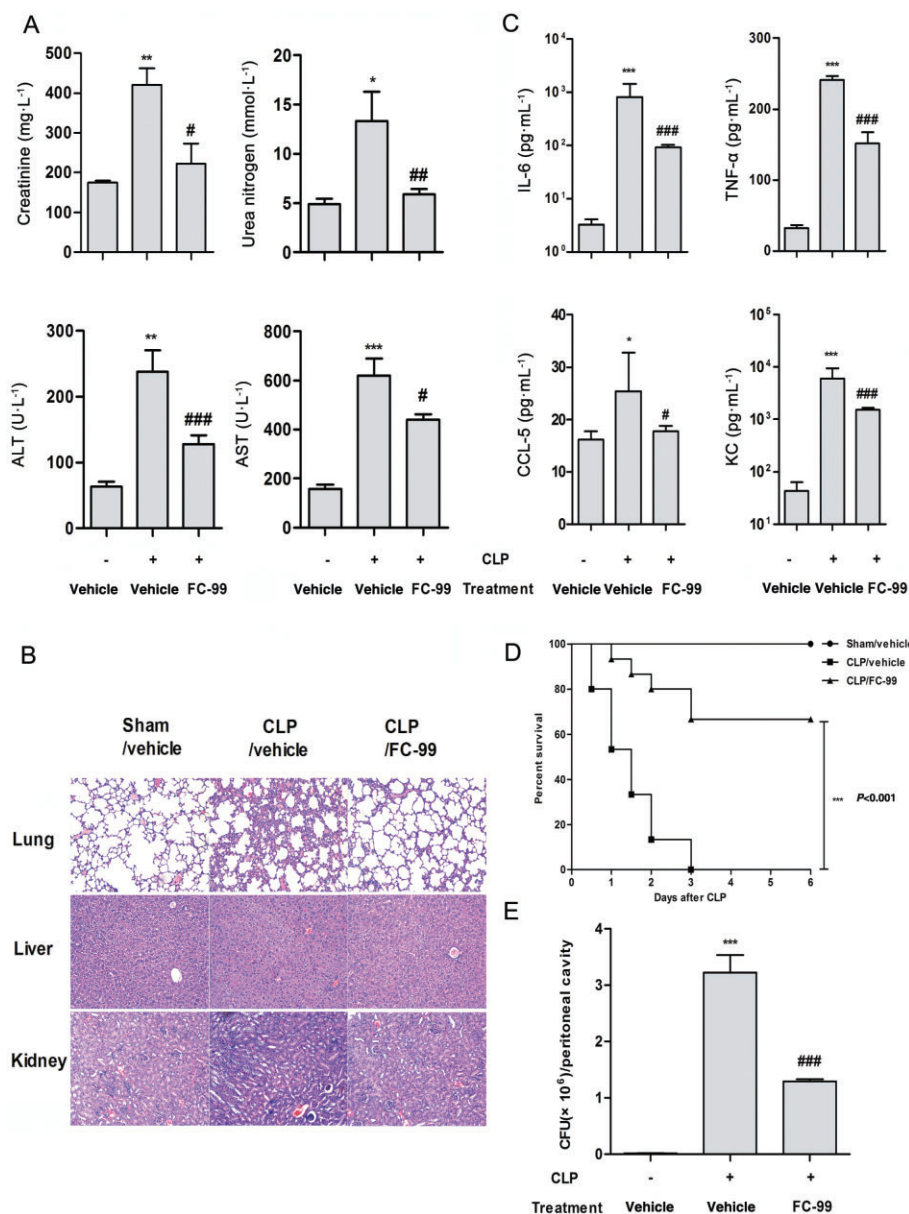 A
Creatinine (mg·L⁻¹)
500
400
300
200
100
0
**
#
Urea nitrogen (mmol·L⁻¹)
20
15
10
5
0
*
##
ALT (U·L⁻¹)
300
200
100
0
**
###
AST (U·L⁻¹)
800
600
400
200
0
***
#
- + +
- + +
CLP
Vehicle Vehicle FC-99
Vehicle Vehicle FC-99
Treatment
C
IL-6 (pg·mL⁻¹)
10⁴
10³
10²
10¹
10⁰
***
###
TNF-α (pg·mL⁻¹)
300
200
100
0
***
###
CCL-5 (pg·mL⁻¹)
40
30
20
10
0
*
#
KC (pg·mL⁻¹)
10⁵
10⁴
10³
10²
10¹
***
###
- + +
- + +
Vehicle Vehicle FC-99
Vehicle Vehicle FC-99
B
Sham
/vehicle
CLP
/vehicle
CLP
/FC-99
Lung
Liver
Kidney
D
Percent survival
100
80
60
40
20
0
0 1 2 3 4 5 6
Days after CLP
Sham/vehicle
CLP/vehicle
CLP/FC-99
*** P<0.001
E
CFU(× 10⁶)/peritoneal cavity
4
3
2
1
0
***
###
CLP - + +
Treatment Vehicle Vehicle FC-99